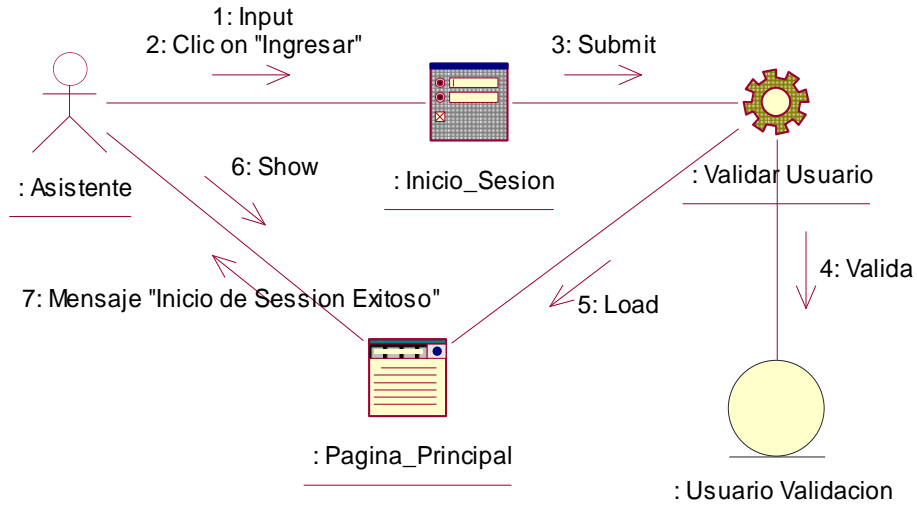 1: Input
2: Clic on "Ingresar"
3: Submit
: Asistente
6: Show
: Inicio_Sesion
: Validar Usuario
4: Valida
7: Mensaje "Inicio de Session Exitoso"
5: Load
: Pagina_Principal
: Usuario Validacion